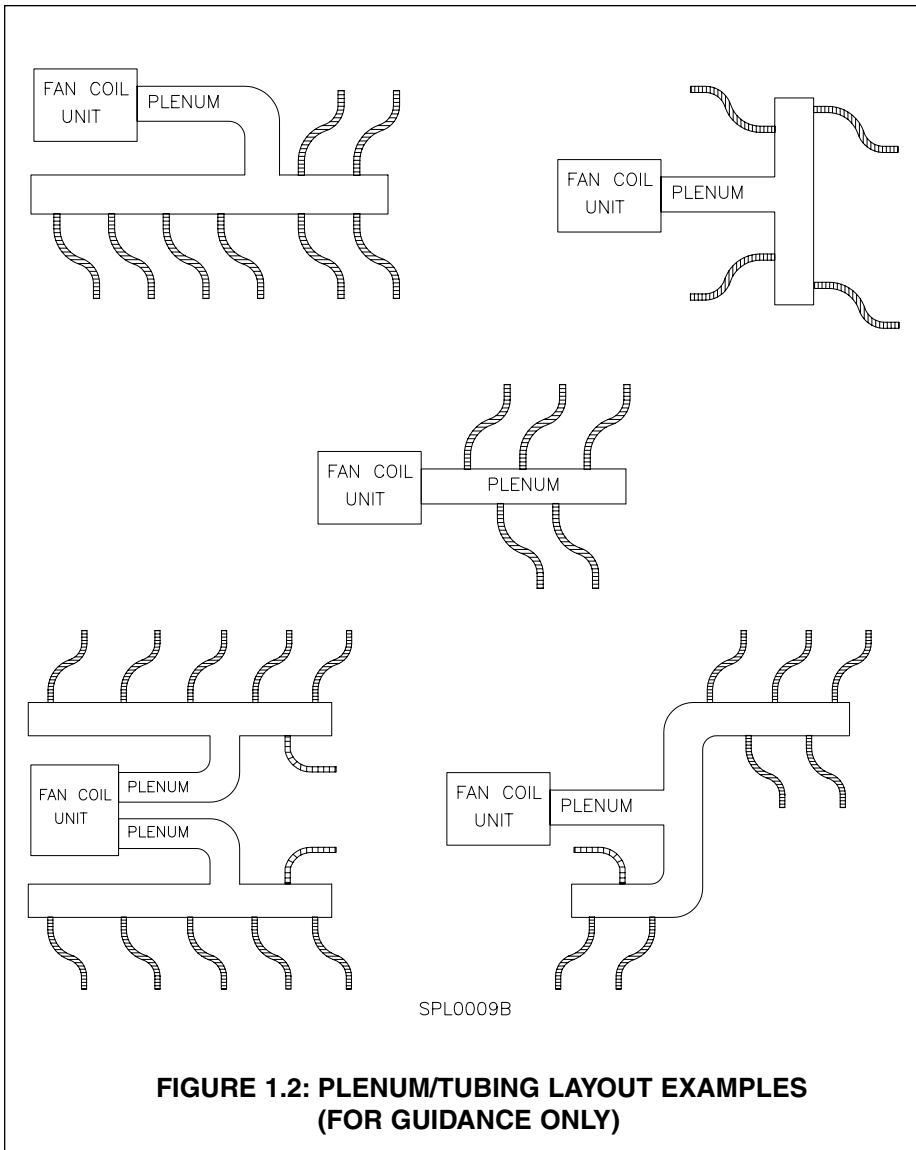 FAN COIL
UNIT
PLENUM
FAN COIL
UNIT
PLENUM
FAN COIL
UNIT
PLENUM
FAN COIL
UNIT
PLENUM
PLENUM
FAN COIL
UNIT
PLENUM
SPL0009B
FIGURE 1.2: PLENUM/TUBING LAYOUT EXAMPLES
(FOR GUIDANCE ONLY)